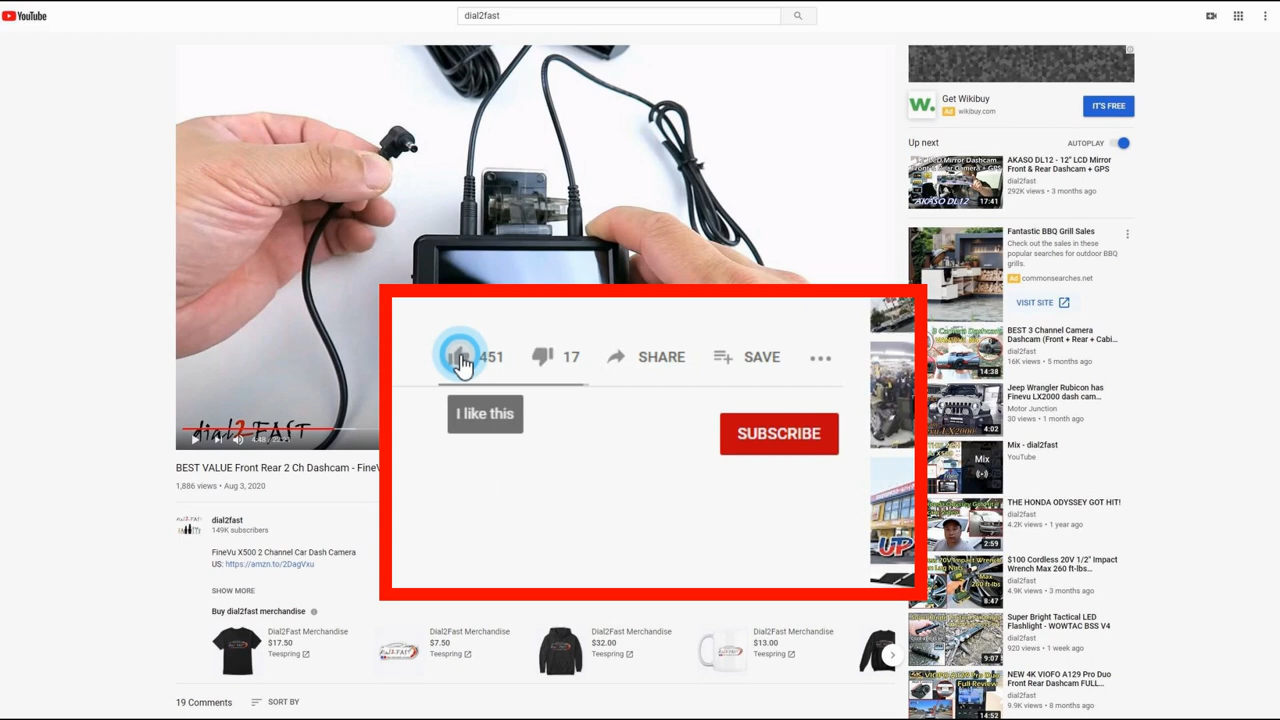 YouTube
dial2fast
Get Wikibuy
Ad wikibuy.com
IT'S FREE
Up next
AUTOPLAY
17:41
AKASO DL12 - 12" LCD Mirror
Front & Rear Dashcam + GPS
dial2fast
292K views • 3 months ago
AKASO DL12
Fantastic BBQ Grill Sales
Check out the sales in these
popular searches for outdoor BBQ
grills.
Ad commonsearches.net
VISIT SITE
BEST 3 Channel Camera
Dashcam (Front + Rear + Cabi...
dial2fast
16K views • 5 months ago
14:38
Jeep Wrangler Rubicon has
Finevu LX2000 dash cam...
Motor Junction
30 views • 1 month ago
4:02
Mix
Mix - dial2fast
YouTube
THE HONDA ODYSSEY GOT HIT!
dial2fast
4.2K views • 1 year ago
2:59
$100 Cordless 20V 1/2" Impact
Wrench Max 260 ft-lbs...
dial2fast
4.9K views • 3 months ago
8:47
Super Bright Tactical LED
Flashlight - WOWTAC BSS V4
dial2fast
920 views • 1 week ago
9:07
NEW 4K VIOFO A129 Pro Duo
Front Rear Dashcam FULL...
dial2fast
9.9K views • 8 months ago
14:52
451
17
SHARE
SAVE
I like this
SUBSCRIBE
UP
dial2FAST
BEST VALUE Front Rear 2 Ch Dashcam - FineV
1,886 views • Aug 3, 2020
dial2fast
149K subscribers
FineVu X500 2 Channel Car Dash Camera
US: https://amzn.to/2DagVxu
SHOW MORE
Buy dial2fast merchandise
Dial2Fast Merchandise
$17.50
Teespring
Dial2Fast Merchandise
$7.50
Teespring
Dial2Fast Merchandise
$32.00
Teespring
Dial2Fast Merchandise
$13.00
Teespring
19 Comments
SORT BY